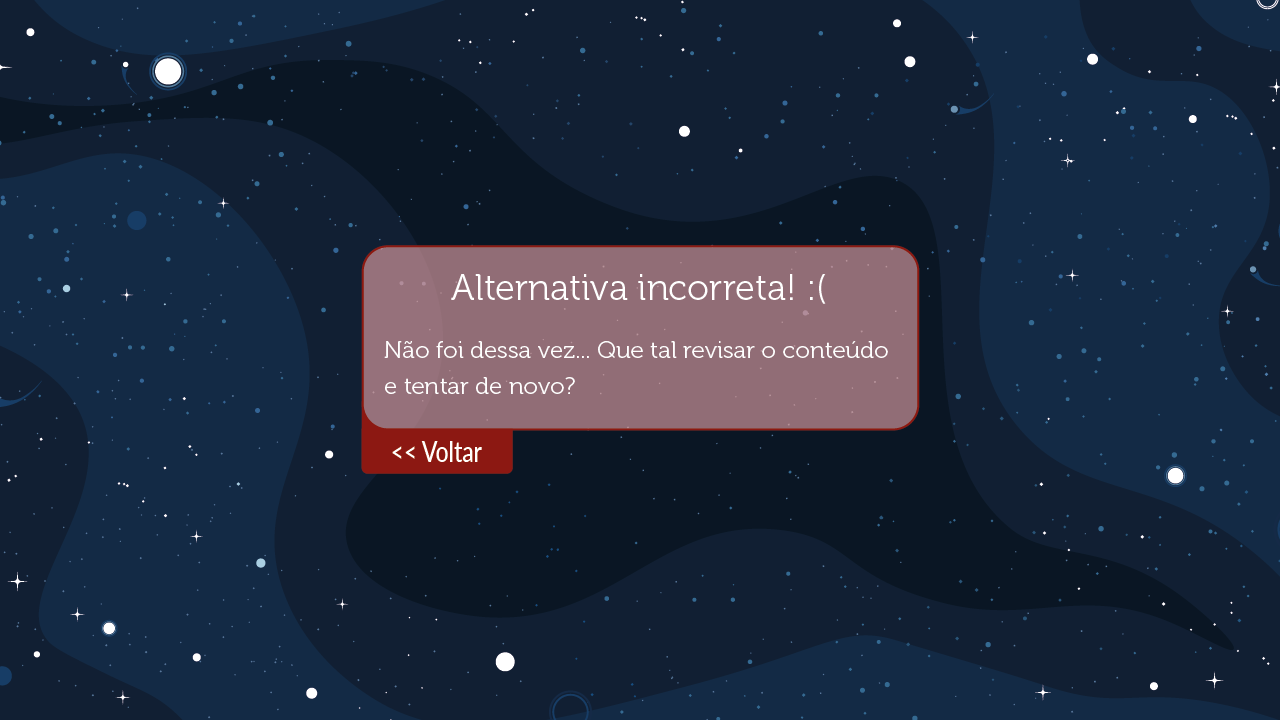 Alternativa incorreta! :(
Não foi dessa vez... Que tal revisar o conteúdo
e tentar de novo?
<< Voltar